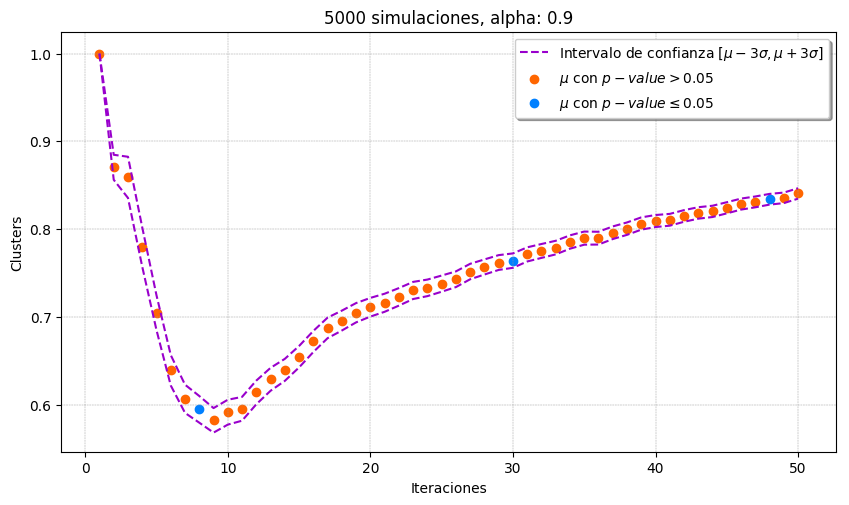 5000 simulaciones, alpha: 0.9
Intervalo de confianza [μ − 3σ, μ + 3σ]
μ con p − value > 0.05
μ con p − value ≤ 0.05
1.0
0.9
0.8
0.7
0.6
Clusters
0 10 20 30 40 50
Iteraciones